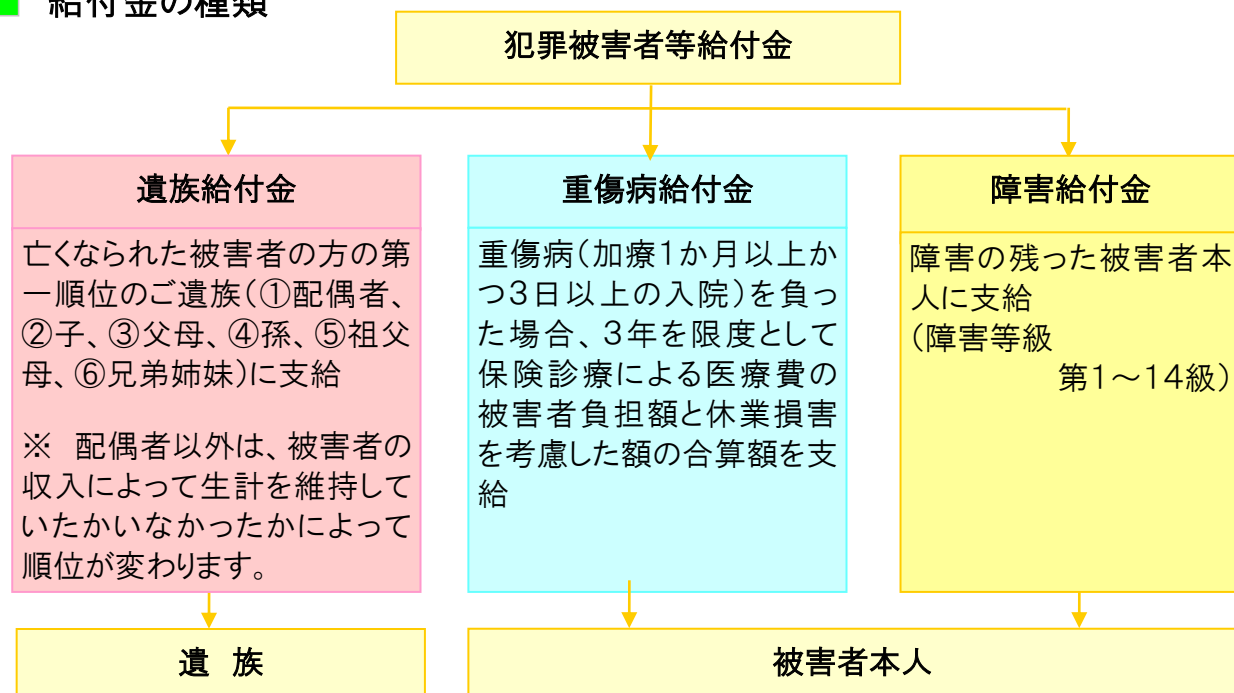 給付金の種類
犯罪被害者等給付金
遺族給付金
亡くなられた被害者の方の第
一順位のご遺族(①配偶者、
②子、③父母、④孫、⑤祖父
母、⑥兄弟姉妹)に支給
※ 配偶者以外は、被害者の
収入によって生計を維持して
いたかいなかったかによって
順位が変わります。
重傷病給付金
重傷病(加療1か月以上か
つ3日以上の入院)を負っ
た場合、3年を限度として
保険診療による医療費の
被害者負担額と休業損害
を考慮した額の合算額を支
給
障害給付金
障害の残った被害者本
人に支給
(障害等級
第1~14級)
遺 族
被害者本人